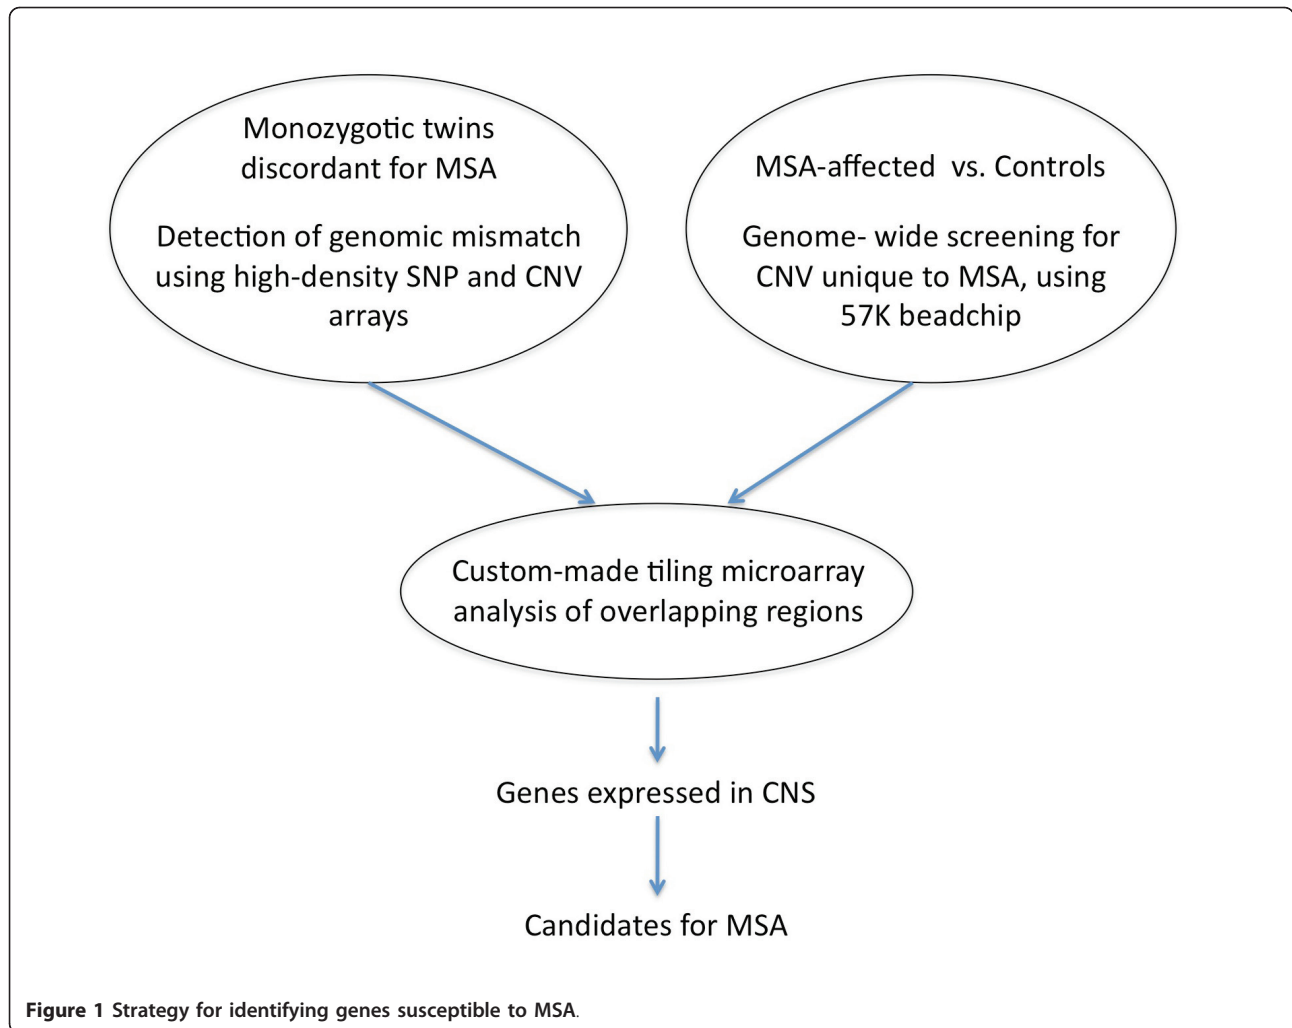 Monozygotic twins
discordant for MSA
Detection of genomic mismatch
using high-density SNP and CNV
arrays
MSA-affected vs. Controls
Genome- wide screening for
CNV unique to MSA, using
57K beadchip
Custom-made tiling microarray
analysis of overlapping regions
Genes expressed in CNS
Candidates for MSA
Figure 1 Strategy for identifying genes susceptible to MSA.